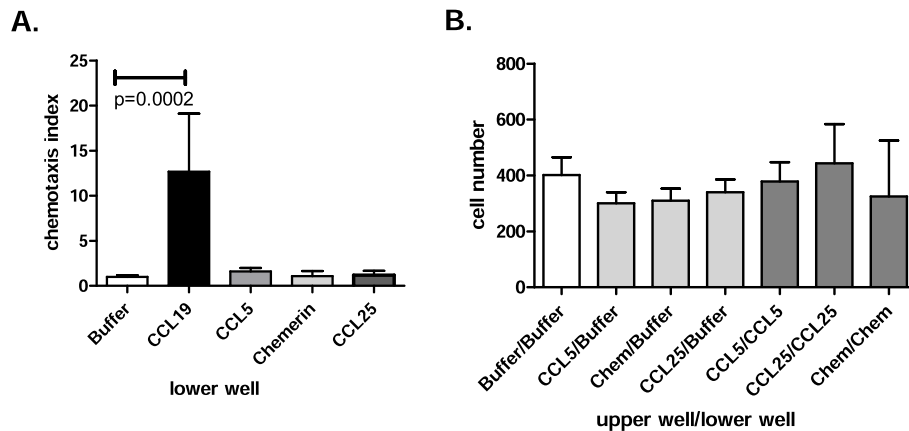 A.
chemotaxis index
25
20
15
10
5
0
p=0.0002
Buffer
CCL19
CCL5
Chemerin
CCL25
lower well
B.
cell number
800
600
400
200
0
Buffer/Buffer
CCL5/Buffer
Chem/Buffer
CCL25/Buffer
CCL5/CCL5
CCL25/CCL25
Chem/Chem
upper well/lower well